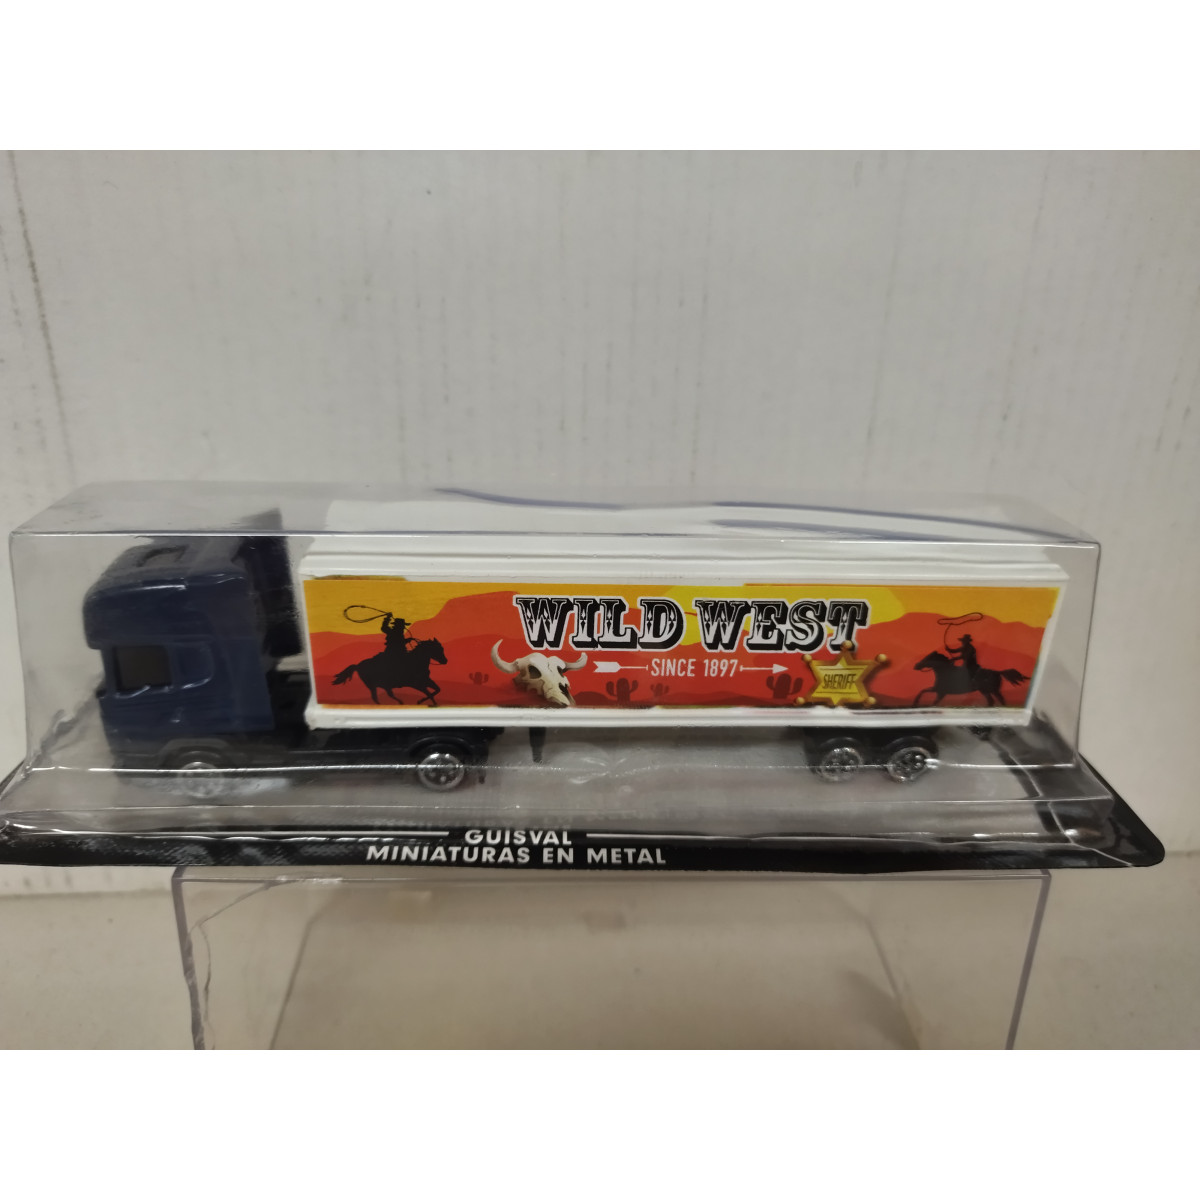 WILD WEST
SINCE 1897
SHERIFF
GUISVAL
MINIATURAS EN METAL